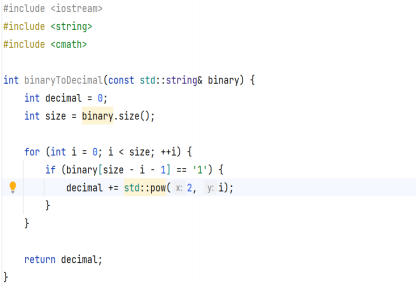 #include <iostream>
#include <string>
#include <cmath>

int binaryToDecimal(const std::string& binary) {
    int decimal = 0;
    int size = binary.size();

    for (int i = 0; i < size; ++i) {
        if (binary[size - i - 1] == '1') {
            decimal += std::pow( x: 2, y: i);
        }
    }

    return decimal;
}